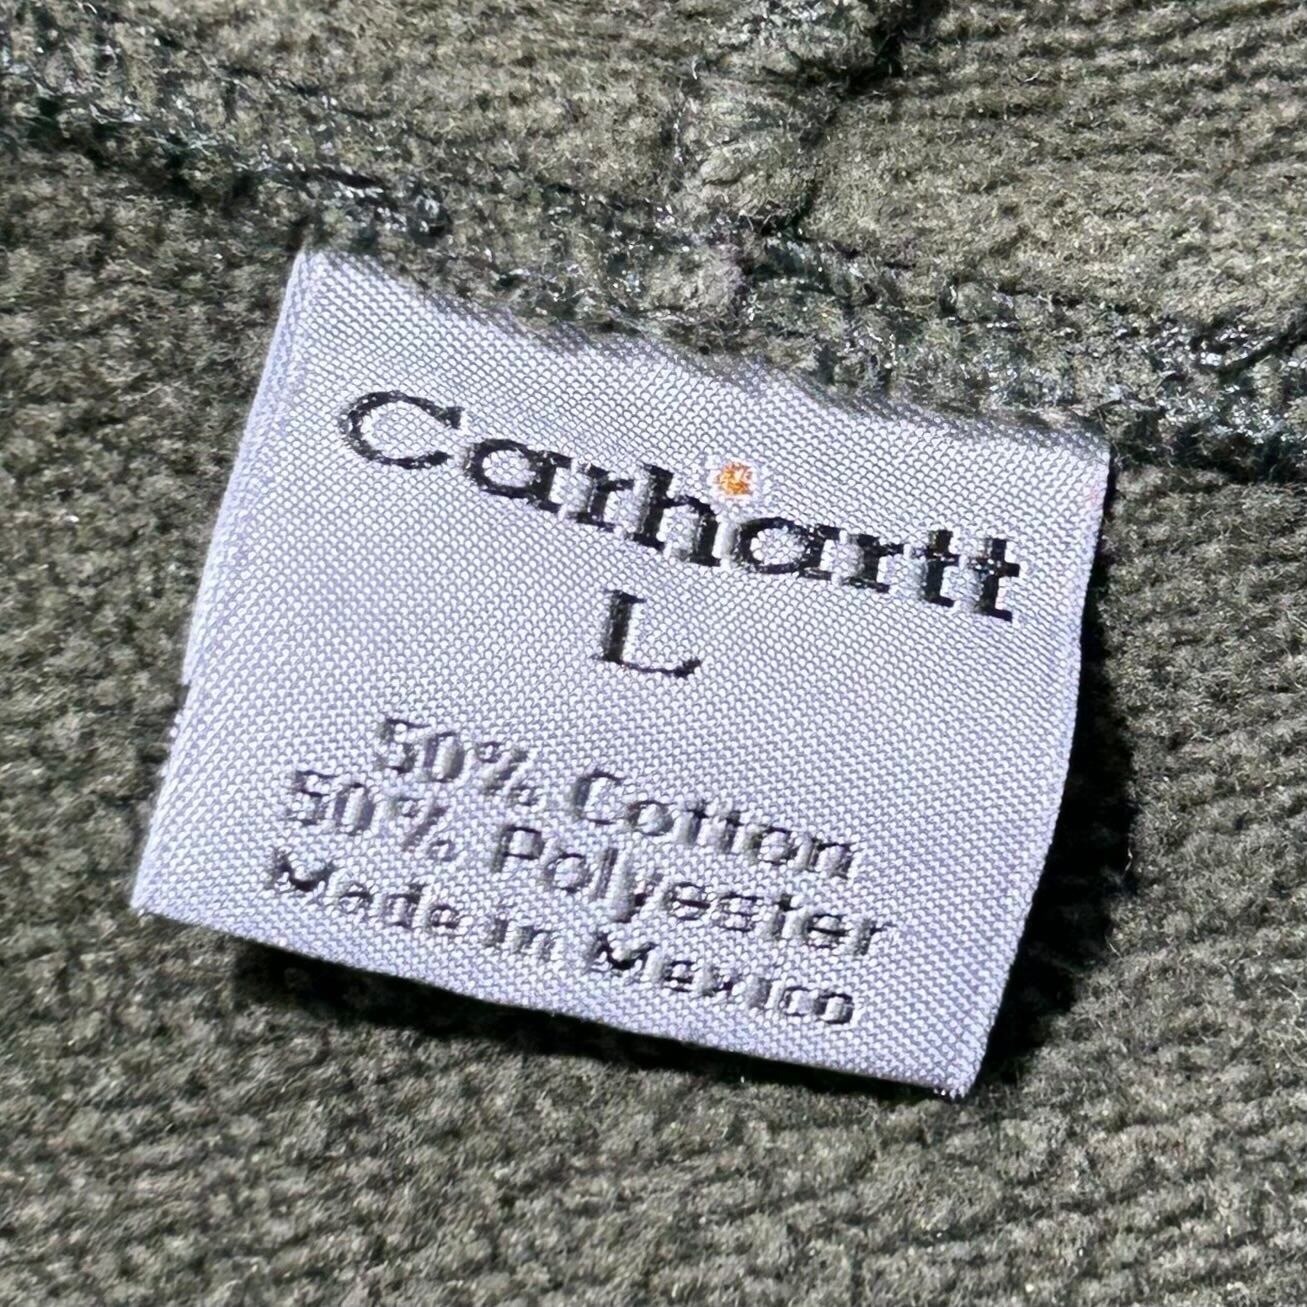 Carhartt
L
50% Cotton
50% Polyester
Made in Mexico